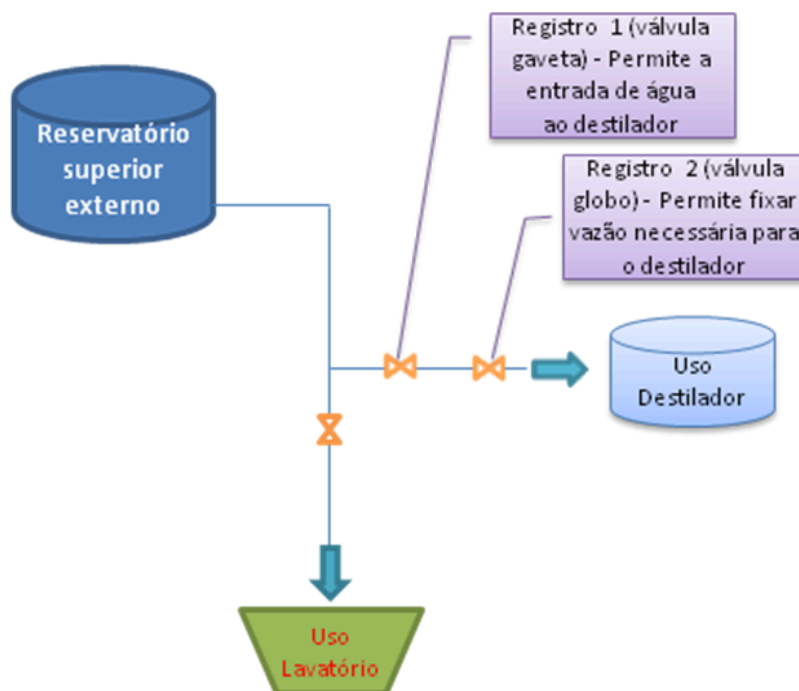 Registro 1 (válvula
gaveta) - Permite a
entrada de água
ao destilador
Reservatório
superior
externo
Registro 2 (válvula
globo) - Permite fixar
vazão necessária para
o destilador
Uso
Destilador
Uso
Lavatório